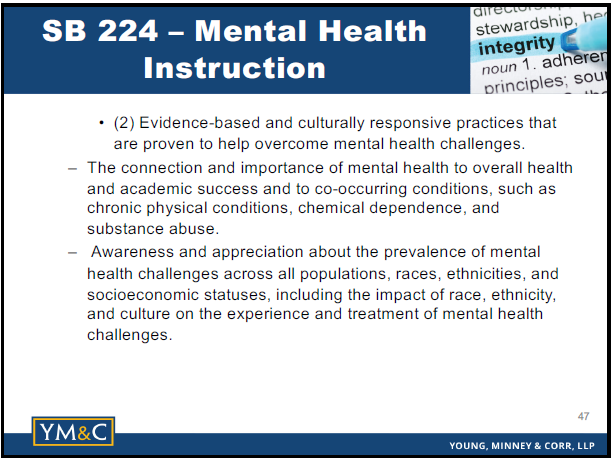 SB 224 – Mental Health
Instruction
stewardship, he
integrity
noun 1. adherer
principles; sou
• (2) Evidence-based and culturally responsive practices that
are proven to help overcome mental health challenges.
– The connection and importance of mental health to overall health
and academic success and to co-occurring conditions, such as
chronic physical conditions, chemical dependence, and
substance abuse.
– Awareness and appreciation about the prevalence of mental
health challenges across all populations, races, ethnicities, and
socioeconomic statuses, including the impact of race, ethnicity,
and culture on the experience and treatment of mental health
challenges.
47
YM&C
YOUNG, MINNEY & CORR, LLP